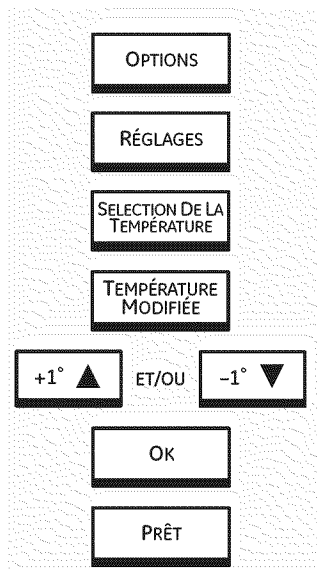 OPTIONS
RÉGLAGES
SELECTION DE LA
TEMPÉRATURE
TEMPÉRATURE
MODIFIÉE
+1° ▲ ET/OU -1° ▼
OK
PRÊT